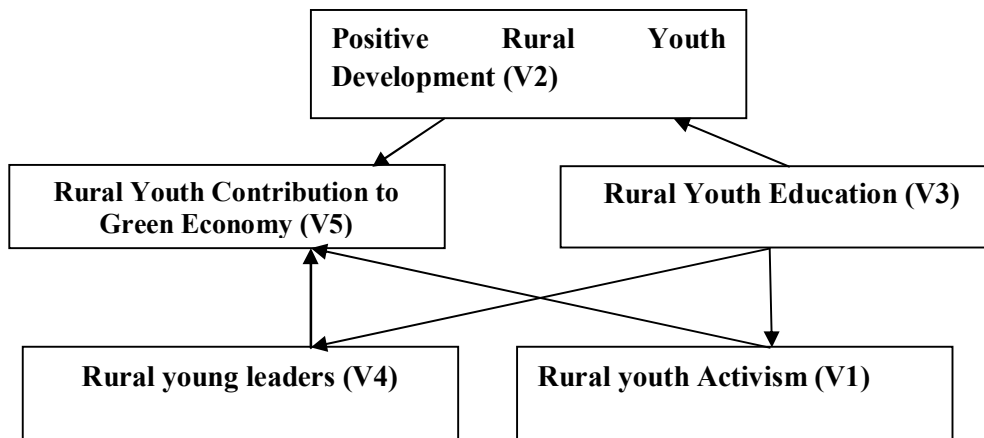 Positive Rural Youth
Development (V2)
Rural Youth Contribution to
Green Economy (V5)
Rural Youth Education (V3)
Rural young leaders (V4)
Rural youth Activism (V1)